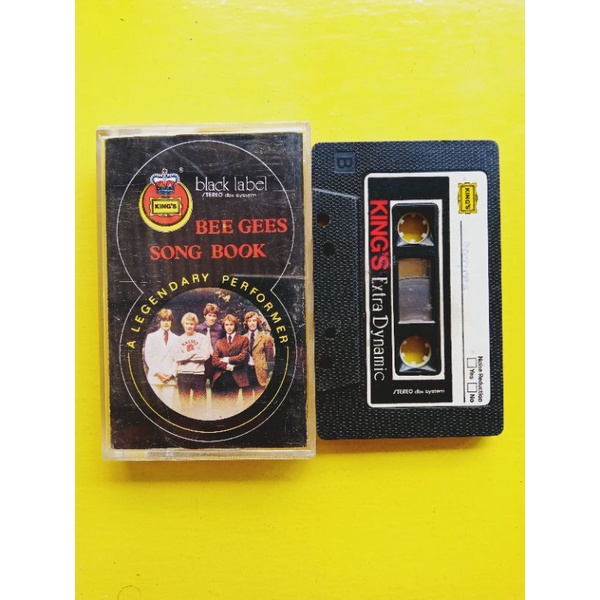 KING'S
®
black label
STEREO dbx system
BEE GEES
SONG BOOK
A LEGENDARY PERFORMER
B
KING'S Extra Dynamic
STEREO dbx system
KING'S
Noise Reduction
Yes
No